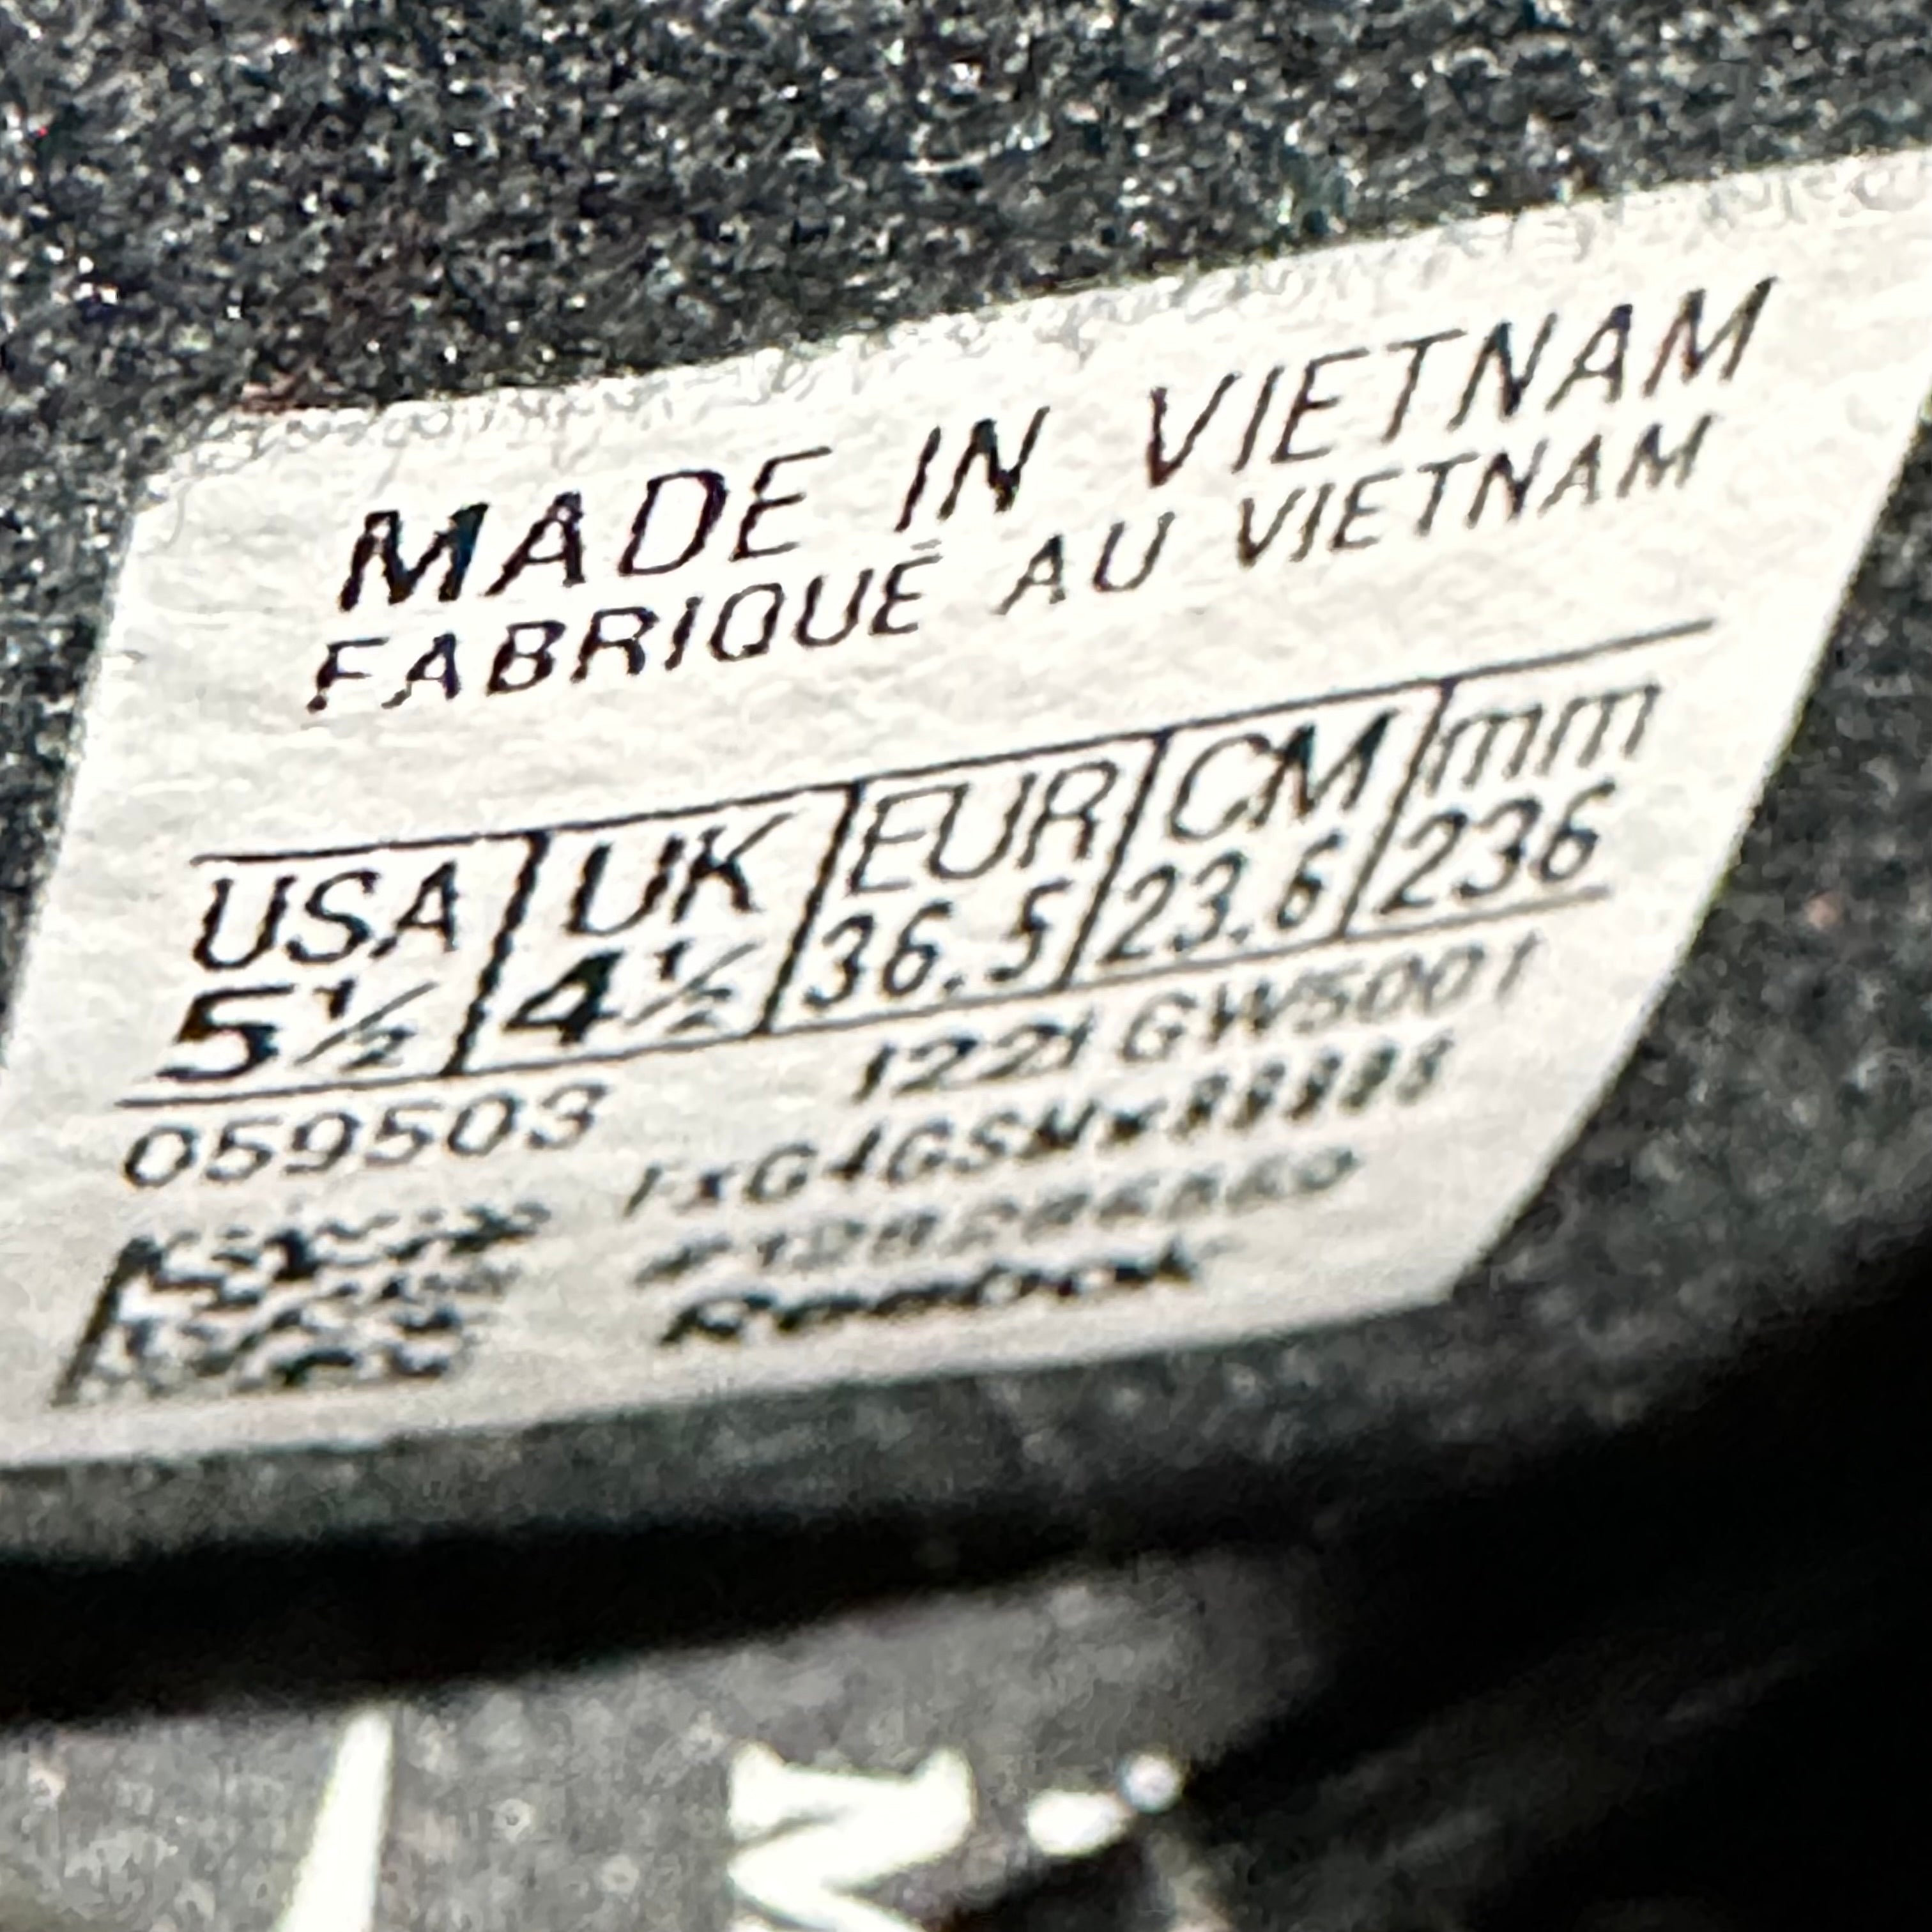 MADE IN VIETNAM
FABRIQUÉ AU VIETNAM
USA UK EUR CM mm
5½ 4½ 36.5 23.6 236
059503 1221 GW5001
Reebok